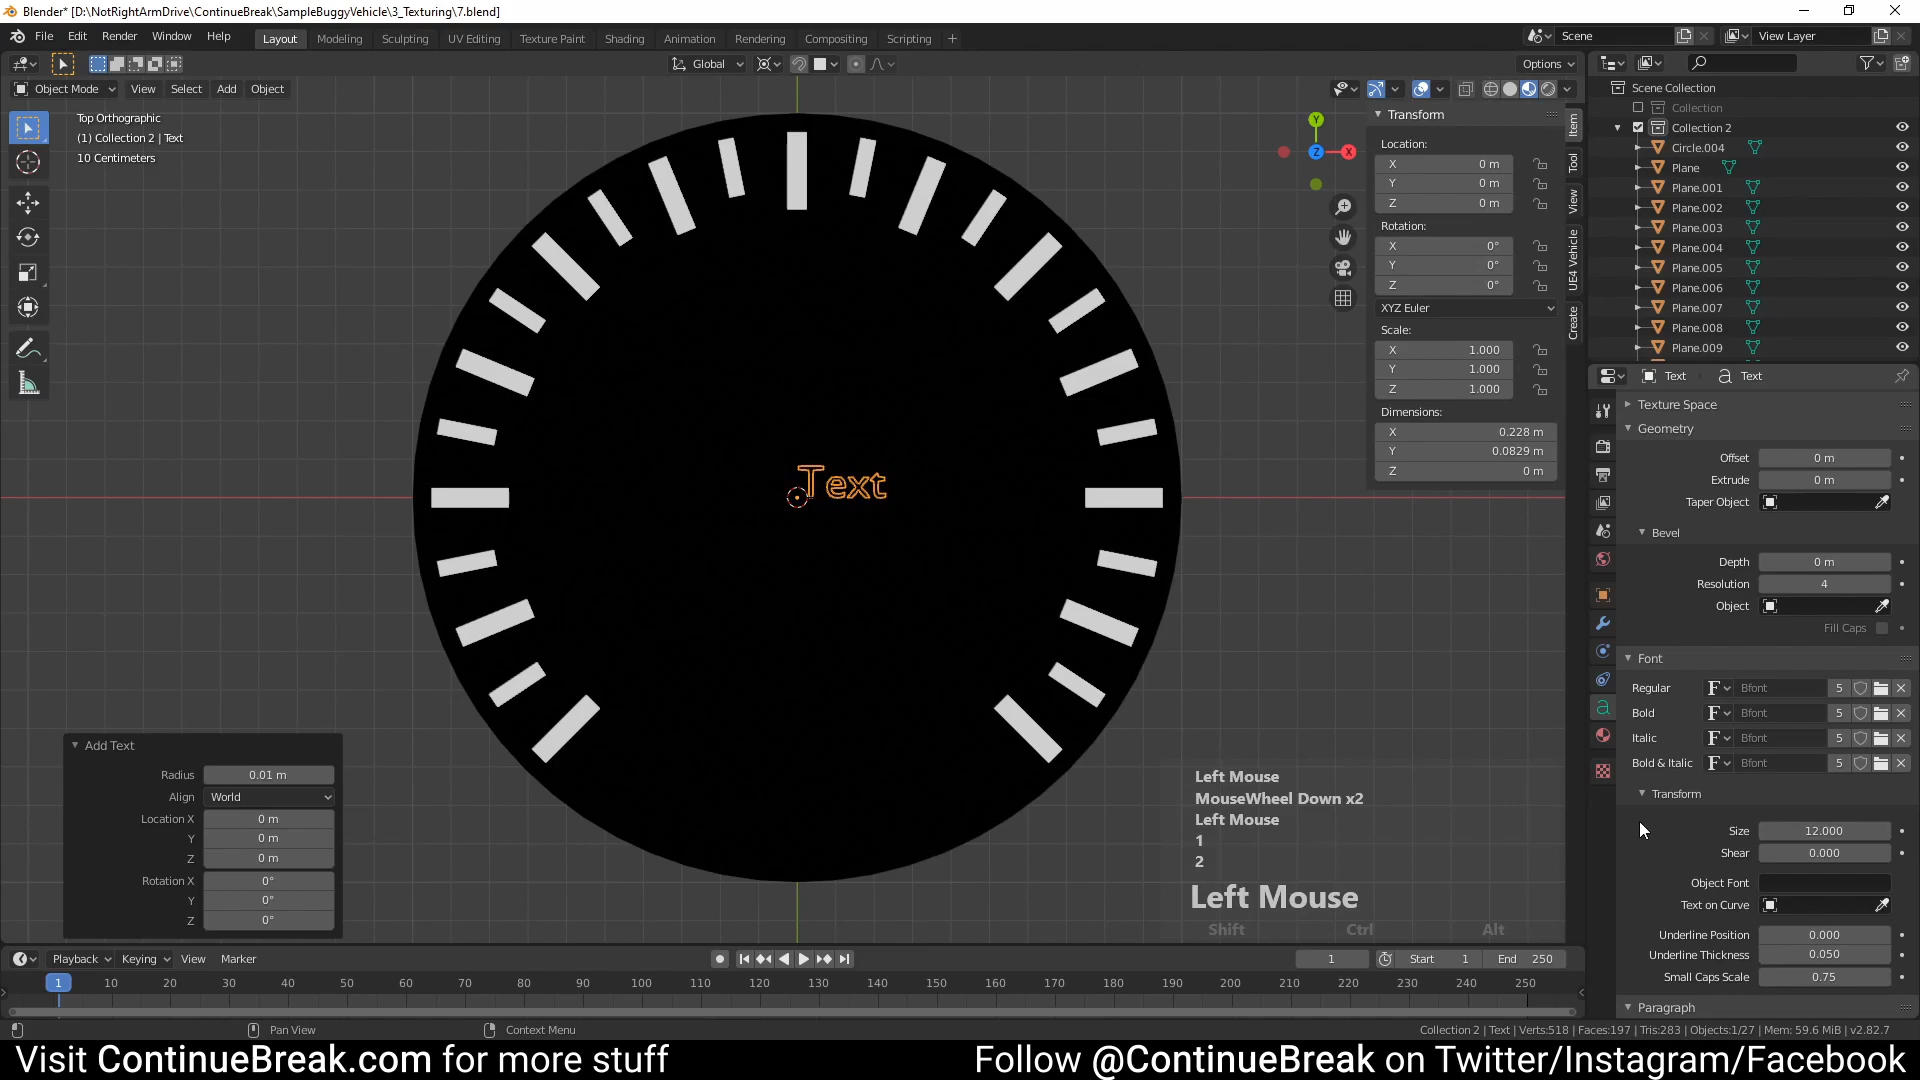 Blender* [D:\NotRightArmDrive\ContinueBreak\SampleBuggyVehicle\3_Texturing\7.blend]
File Edit Render Window Help
Layout Modeling Sculpting UV Editing Texture Paint Shading Animation Rendering Compositing Scripting
Scene
View Layer
Global
Options
Object Mode View Select Add Object
Top Orthographic
(1) Collection 2 | Text
10 Centimeters
Text
Y
Z
X
Transform
Location:
X 0 m
Y 0 m
Z 0 m
Rotation:
X 0°
Y 0°
Z 0°
XYZ Euler
Scale:
X 1.000
Y 1.000
Z 1.000
Dimensions:
X 0.228 m
Y 0.0829 m
Z 0 m
Item
Tool
View
UE4 Vehicle
Create
Scene Collection
Collection
Collection 2
Circle.004
Plane
Plane.001
Plane.002
Plane.003
Plane.004
Plane.005
Plane.006
Plane.007
Plane.008
Plane.009
Text Text
Texture Space
Geometry
Offset 0 m
Extrude 0 m
Taper Object
Bevel
Depth 0 m
Resolution 4
Object
Fill Caps
Font
Regular Bfont 5
Bold Bfont 5
Italic Bfont 5
Bold & Italic Bfont 5
Transform
Size 12.000
Shear 0.000
Object Font
Text on Curve
Underline Position 0.000
Underline Thickness 0.050
Small Caps Scale 0.75
Paragraph
Add Text
Radius 0.01 m
Align World
Location X 0 m
Y 0 m
Z 0 m
Rotation X 0°
Y 0°
Z 0°
Left Mouse
MouseWheel Down x2
Left Mouse
1
2
Left Mouse
Shift Ctrl Alt
Playback Keying View Marker
1 Start 1 End 250
1 10 20 30 40 50 60 70 80 90 100 110 120 130 140 150 160 170 180 190 200 210 220 230 240 250
Pan View Context Menu
Collection 2 | Text | Verts:518 | Faces:197 | Tris:283 | Objects:1/27 | Mem: 59.6 MiB | v2.82.7
Visit ContinueBreak.com for more stuff
Follow @ContinueBreak on Twitter/Instagram/Facebook